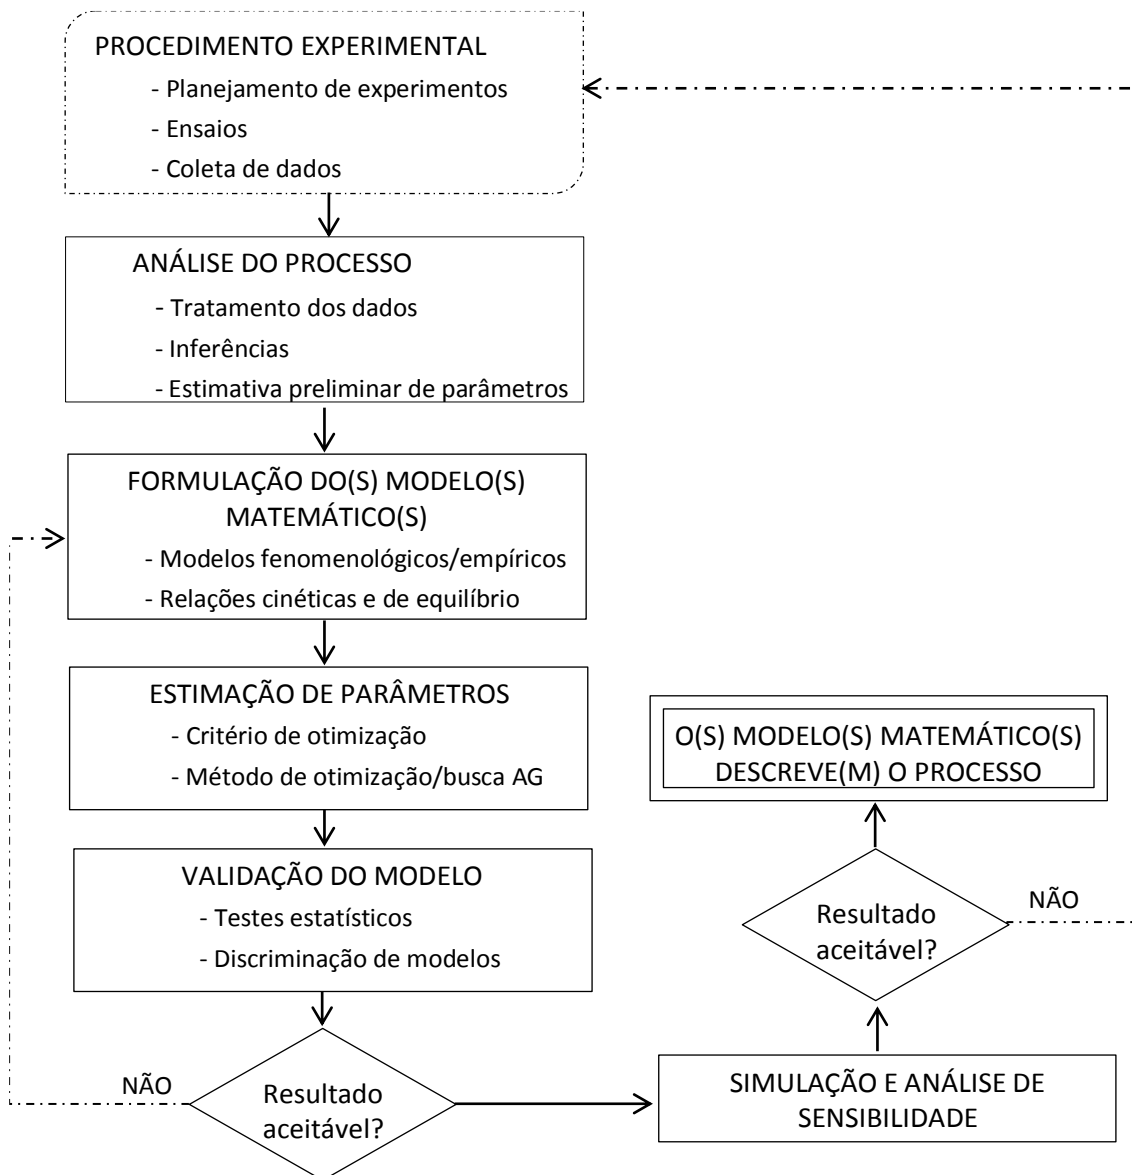 PROCEDIMENTO EXPERIMENTAL
- Planejamento de experimentos
- Ensaios
- Coleta de dados
ANÁLISE DO PROCESSO
- Tratamento dos dados
- Inferências
- Estimativa preliminar de parâmetros
FORMULAÇÃO DO(S) MODELO(S)
MATEMÁTICO(S)
- Modelos fenomenológicos/empíricos
- Relações cinéticas e de equilíbrio
ESTIMAÇÃO DE PARÂMETROS
- Critério de otimização
- Método de otimização/busca AG
VALIDAÇÃO DO MODELO
- Testes estatísticos
- Discriminação de modelos
NÃO
Resultado
aceitável?
SIMULAÇÃO E ANÁLISE DE
SENSIBILIDADE
Resultado
aceitável?
NÃO
O(S) MODELO(S) MATEMÁTICO(S)
DESCREVE(M) O PROCESSO